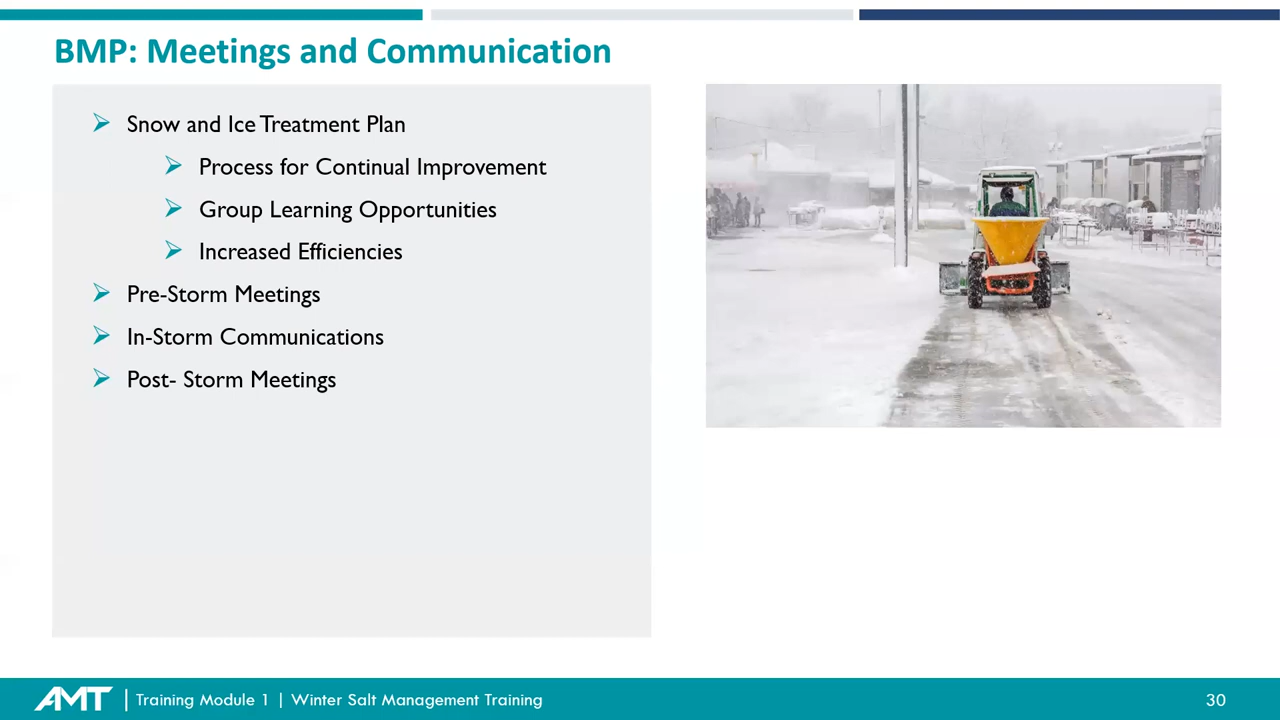 BMP: Meetings and Communication
Snow and Ice Treatment Plan
Process for Continual Improvement
Group Learning Opportunities
Increased Efficiencies
Pre-Storm Meetings
In-Storm Communications
Post- Storm Meetings
AMT | Training Module 1 | Winter Salt Management Training 30